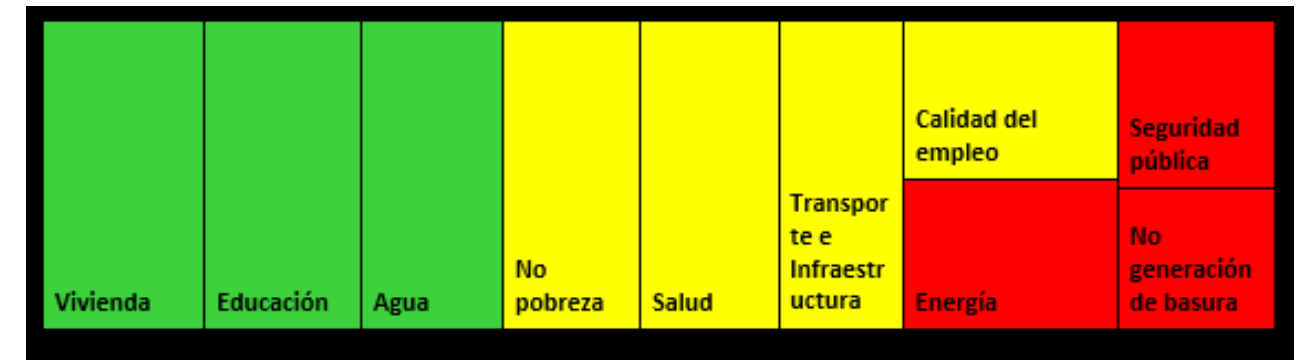 Vivienda
Educación
Agua
No
pobreza
Salud
Transpor
te e
Infraestr
uctura
Calidad del
empleo
Energía
Seguridad
pública
No
generación
de basura